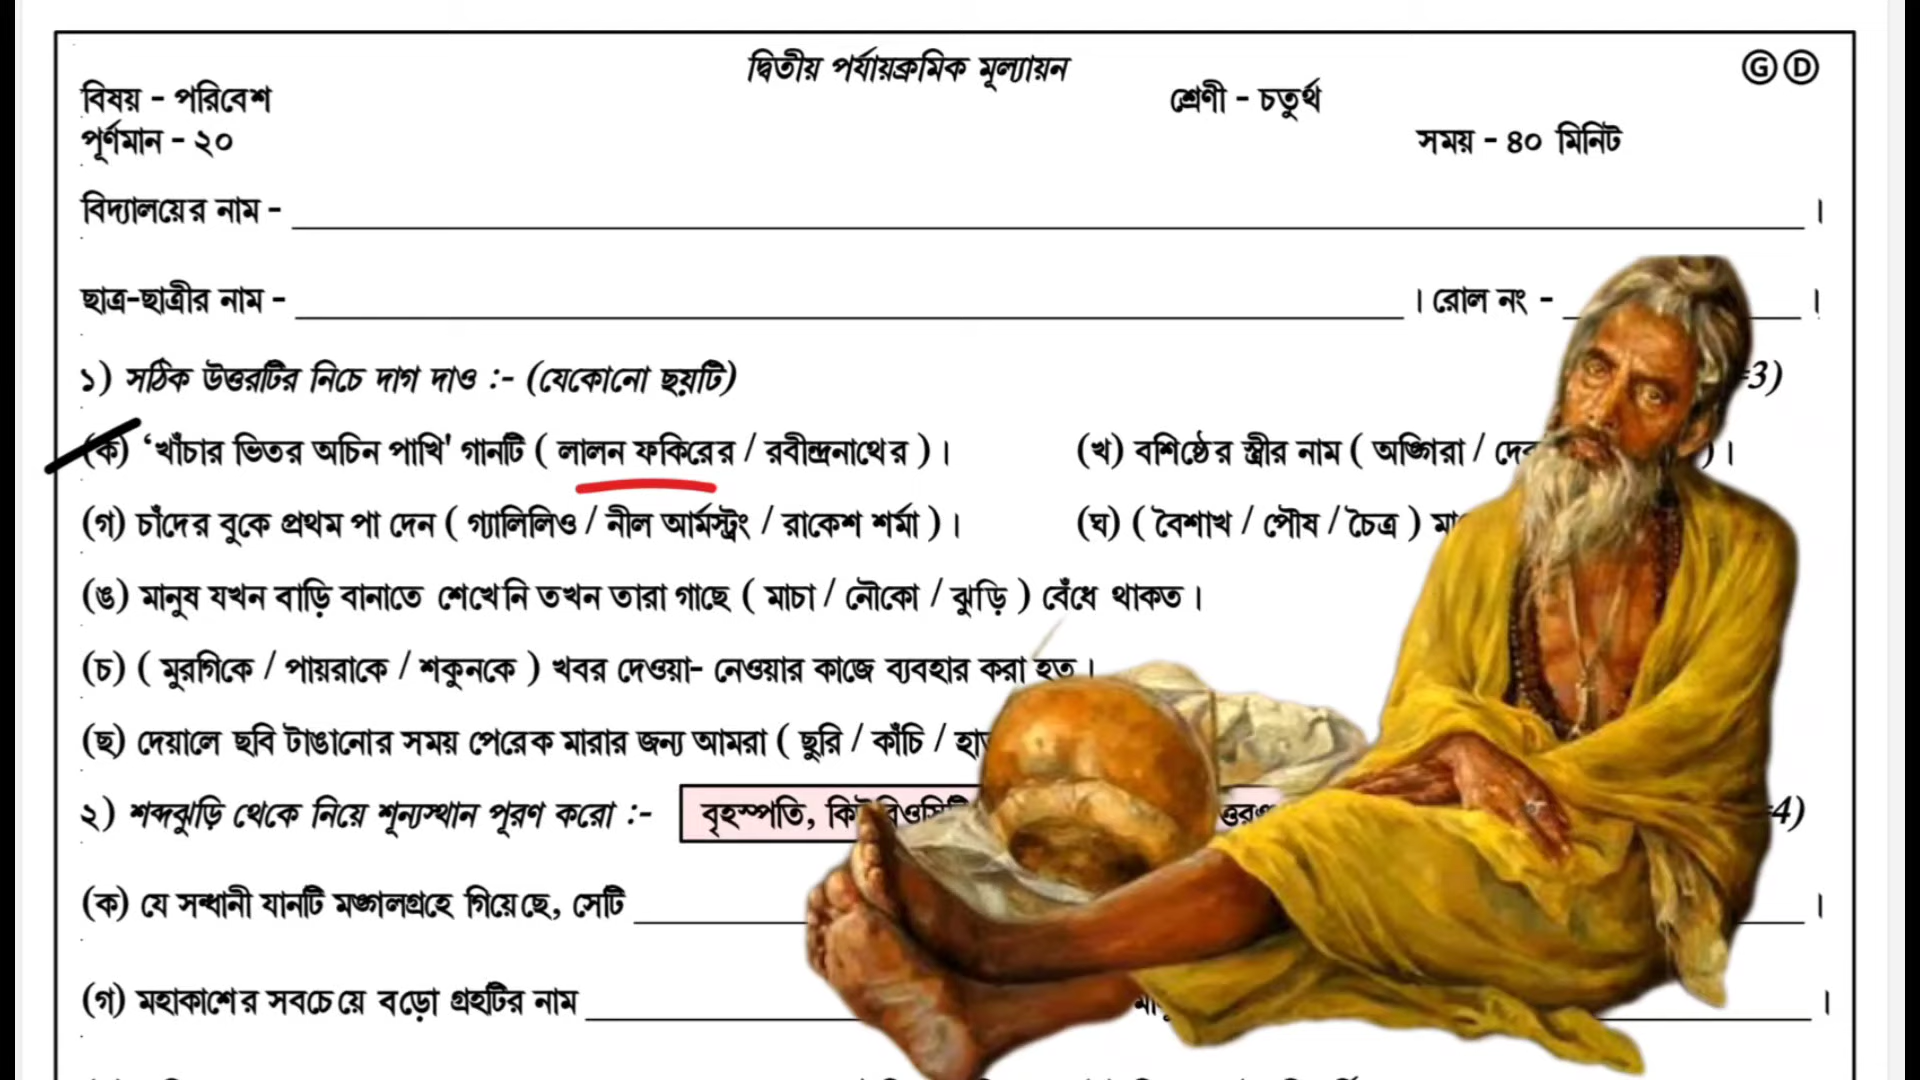 দ্বিতীয় পর্যায়ক্রমিক মূল্যায়ন
G D
বিষয় - পরিবেশ
শ্রেণী - চতুর্থ
পূর্ণমান - ২০
সময় - ৪০ মিনিট
বিদ্যালয়ের নাম - ।
ছাত্র-ছাত্রীর নাম - । রোল নং - ।
১) সঠিক উত্তরটির নিচে দাগ দাও :- (যেকোনো ছয়টি) 3)
(ক) ‘খাঁচার ভিতর অচিন পাখি' গানটি ( লালন ফকিরের / রবীন্দ্রনাথের ) ।
(খ) বশিষ্ঠের স্ত্রীর নাম ( অঙ্গিরা / ) ।
(গ) চাঁদের বুকে প্রথম পা দেন ( গ্যালিলিও / নীল আর্মস্ট্রং / রাকেশ শর্মা ) ।
(ঘ) ( বৈশাখ / পৌষ / চৈত্র )
(ঙ) মানুষ যখন বাড়ি বানাতে শেখেনি তখন তারা গাছে ( মাচা / নৌকো / ঝুড়ি ) বেঁধে থাকত ।
(চ) ( মুরগিকে / পায়রাকে / শকুনকে ) খবর দেওয়া- নেওয়ার কাজে ব্যবহার করা হত ।
(ছ) দেয়ালে ছবি টাঙানোর সময় পেরেক মারার জন্য আমরা ( ছুরি / কাঁচি /
২) শব্দঝুড়ি থেকে নিয়ে শূন্যস্থান পূরণ করো :- বৃহস্পতি, 4)
(ক) যে সন্ধানী যানটি মঙ্গলগ্রহে গিয়েছে, সেটি ।
(গ) মহাকাশের সবচেয়ে বড়ো গ্রহটির নাম ।